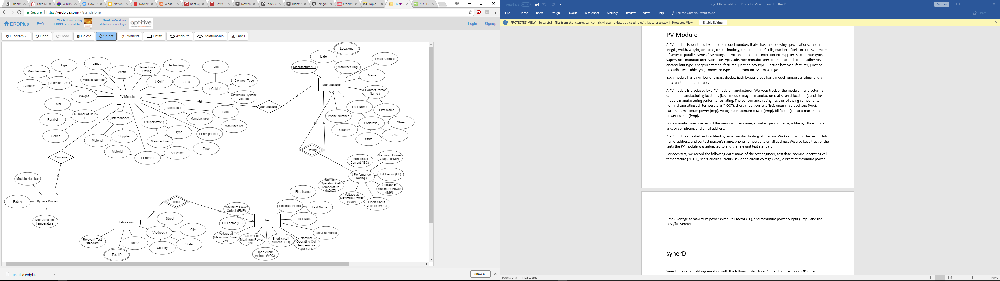 Thanks
Fake M
WinRA
How T
Netwo
Downl
What i
Best O
Best O
Downl
Index o
Index o
Icinga
OpenS
Topic 2
ERDPlu
SQL FO
Secure
https://erdplus.com/#/standalone
ERDPlus
FAQ
The textbook using
ERDPlus is available.
Need professional
database modeling?
apt·itive
Login
Signup
Diagram
Undo
Redo
Delete
Select
Connect
Entity
Attribute
Relationship
Label
Locations
Date
Email Address
Manufacturer ID
( Manufacturing )
Name
Manufacturer
( Contact Person
Name )
Last Name
First Name
Phone Number
( Address )
Street
Country
City
State
Type
Length
Manufacturer
Width
Series Fuse
Rating
Technology
Type
Module Number
( Junction Box )
( Cell )
Area
Adhesive
Connect Type
( Cable )
Weight
PV Module
Maximum System
Voltage
M
1
Manufactures
Total
( Substrate )
Type
( Number of Cells
)
( Interconnect )
Manufacturer
Parallel
( Superstrate )
Manufacturer
1
Type
( Encapsulant )
Series
Supplier
Material
Manufacturer
Type
Material
Adhesive
( Frame )
Contains
M
N
Rating
Short-circuit
Current (ISC)
Maximum Power
Output (PMP)
( Perfomance
Rating )
Fill Factor (FF)
Nominal
Operating Cell
Temperature
(NOCT)
Current at
Maximum Power
(IMP)
Voltage at
Maximum Power
(VMP)
Open-circuit
Voltage (VOC)
M
Module Number
Rating
Bypass Diodes
Max Junction
Temperature
Tests
1
M
First Name
( Engineer Name )
Last Name
Maximum Power
Output (PMP)
Test Date
Test
Fill Factor (FF)
Pass/Fail Verdict
Voltage at
Maximum Power
(VMP)
Current at
Maximum Power
(IMP)
Short-circuit
current (ISC)
Nominal
Operating Cell
Temperature
(NOCT)
Open-circuit
Voltage (VOC)
Laboratory
Street
City
( Address )
State
Country
Relevant Test
Standard
Name
Test ID
untitled.erdplus
Show all
AutoSave
Off
Project Deliverable 2 - Protected View - Saved to this PC
Sign in
File
Home
Insert
Design
Layout
References
Mailings
Review
View
Help
Tell me what you want to do
Share
PROTECTED VIEW Be careful—files from the Internet can contain viruses. Unless you need to edit, it's safer to stay in Protected View.
Enable Editing
PV Module
A PV module is identified by a unique model number. It also has the following specifications: module
length, width, weight, cell area, cell technology, total number of cells, number of cells in series, number
of series in parallel, series fuse rating, interconnect material, interconnect supplier, superstrate type,
superstrate manufacturer, substrate type, substrate manufacturer, frame material, frame adhesive,
encapsulant type, encapsulant manufacturer, junction box type, junction box manufacturer, junction
box adhesive, cable type, connector type, and maximum system voltage.
Each module has a number of bypass diodes. Each bypass diode has a model number, a rating, and a
max junction temperature.
A PV module is produced by a PV module manufacturer. We keep track of the module manufacturing
date, the manufacturing locations (i.e. a module may be manufactured at several locations), and the
module manufacturing performance rating. The performance rating has the following components:
nominal operating cell temperature (NOCT), short-circuit current (Isc), open-circuit voltage (Voc),
current at maximum power (Imp), voltage at maximum power (Vmp), fill factor (FF), and maximum
power output (Pmp).
For a manufacturer, we record the manufacturer name, a contact person name, address, office phone
and/or cell phone, and email address.
A PV module is tested and certified by an accredited testing laboratory. We keep tract of the testing lab
name, address, and contact person's name, phone number, and email address. We also keep tract of the
tests the PV module was subjected to and the relevant test standard.
For each test, we record the following data: name of the test engineer, test date, nominal operating cell
temperature (NOCT), short-circuit current (Isc), open-circuit voltage (Voc), current at maximum power
(Imp), voltage at maximum power (Vmp), fill factor (FF), and maximum power output (Pmp), and the
pass/fail verdict.
synerD
SynerD is a non-profit organization with the following structure: A board of directors (BOD), the
Page 3 of 5
1125 words
100%